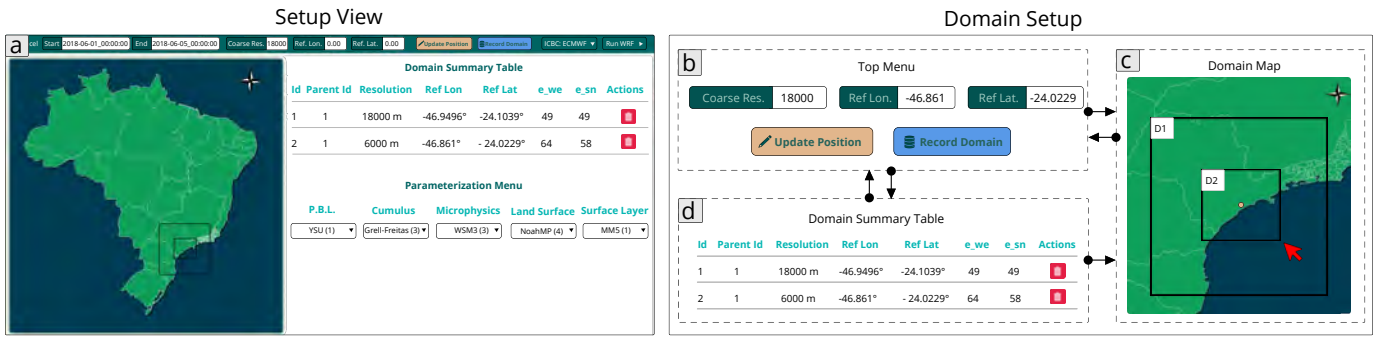 Setup View
a cel Start 2018-06-01_00:00:00 End 2018-06-05_00:00:00 Coarse Res. 18000 Ref. Lon. 0.00 Ref. Lat. 0.00 Update Position Record Domain ICBC: ECMWF Run WRF
Domain Summary Table
Id Parent Id Resolution Ref Lon Ref Lat e_we e_sn Actions
1 1 18000 m -46.9496° -24.1039° 49 49
2 1 6000 m -46.861° - 24.0229° 64 58
Parameterization Menu
P.B.L. Cumulus Microphysics Land Surface Surface Layer
YSU (1) Grell-Freitas (3) WSM3 (3) NoahMP (4) MM5 (1)
Domain Setup
b
Top Menu
Coarse Res. 18000 Ref Lon. -46.861 Ref Lat. -24.0229
Update Position Record Domain
d
Domain Summary Table
Id Parent Id Resolution Ref Lon Ref Lat e_we e_sn Actions
1 1 18000 m -46.9496° -24.1039° 49 49
2 1 6000 m -46.861° - 24.0229° 64 58
c
Domain Map
D1
D2